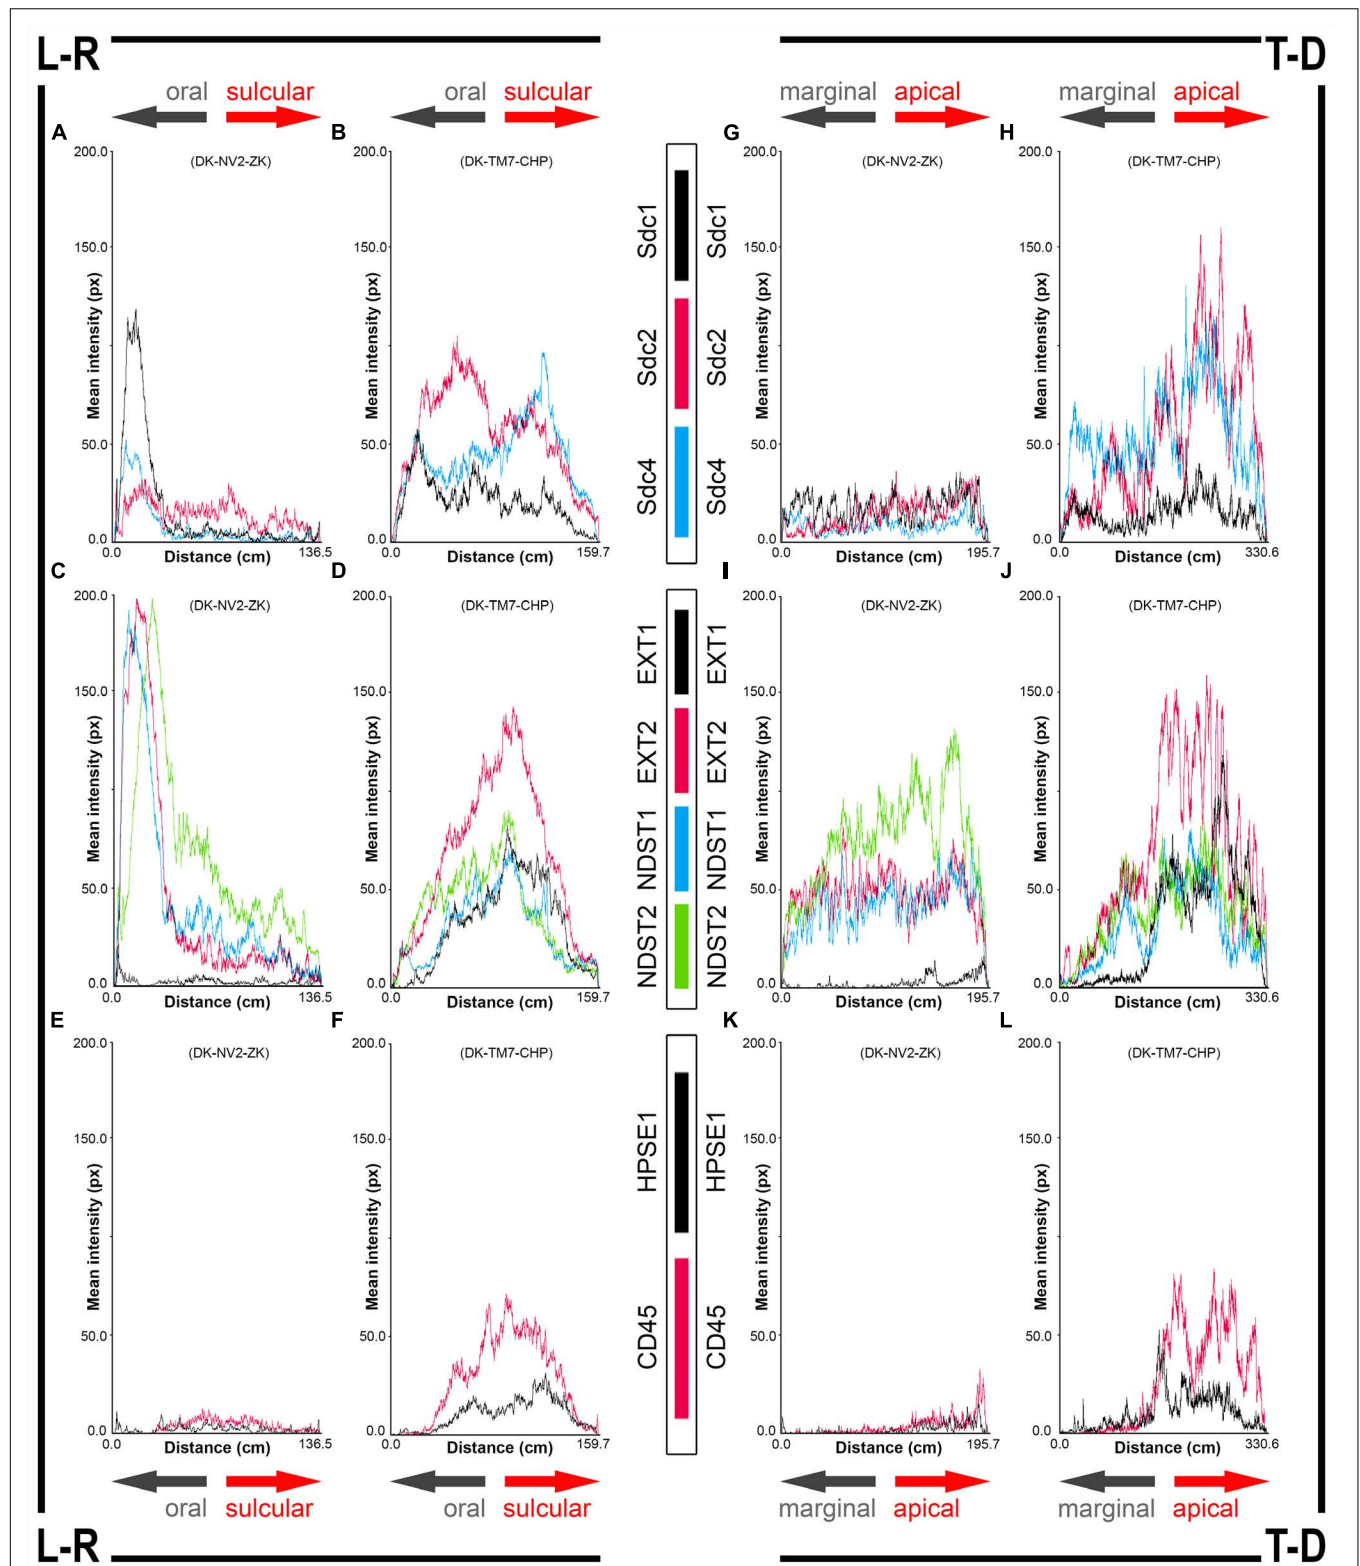 L-R
T-D
oral sulcular
oral sulcular
marginal apical
marginal apical
A
B
G
H
200.0
150.0
50.0
0.0
Mean intensity (px)
(DK-NV2-ZK)
0.0
Distance (cm)
136.5
200.0
150.0
50.0
0.0
Mean intensity (px)
(DK-TM7-CHP)
0.0
Distance (cm)
159.7
Sdc1
Sdc2
Sdc4
Sdc1
Sdc2
Sdc4
200.0
150.0
50.0
0.0
Mean intensity (px)
(DK-NV2-ZK)
0.0
Distance (cm)
195.7
200.0
150.0
50.0
0.0
Mean intensity (px)
(DK-TM7-CHP)
0.0
Distance (cm)
330.6
C
D
I
J
200.0
150.0
50.0
0.0
Mean intensity (px)
(DK-NV2-ZK)
0.0
Distance (cm)
136.5
200.0
150.0
50.0
0.0
Mean intensity (px)
(DK-TM7-CHP)
0.0
Distance (cm)
159.7
EXT1
EXT2
NDST1
NDST2
EXT1
EXT2
NDST1
NDST2
200.0
150.0
50.0
0.0
Mean intensity (px)
(DK-NV2-ZK)
0.0
Distance (cm)
195.7
200.0
150.0
50.0
0.0
Mean intensity (px)
(DK-TM7-CHP)
0.0
Distance (cm)
330.6
E
F
K
L
200.0
150.0
50.0
0.0
Mean intensity (px)
(DK-NV2-ZK)
0.0
Distance (cm)
136.5
200.0
150.0
50.0
0.0
Mean intensity (px)
(DK-TM7-CHP)
0.0
Distance (cm)
159.7
HPSE1
CD45
HPSE1
CD45
200.0
150.0
50.0
0.0
Mean intensity (px)
(DK-NV2-ZK)
0.0
Distance (cm)
195.7
200.0
150.0
50.0
0.0
Mean intensity (px)
(DK-TM7-CHP)
0.0
Distance (cm)
330.6
oral sulcular
oral sulcular
marginal apical
marginal apical
L-R
T-D